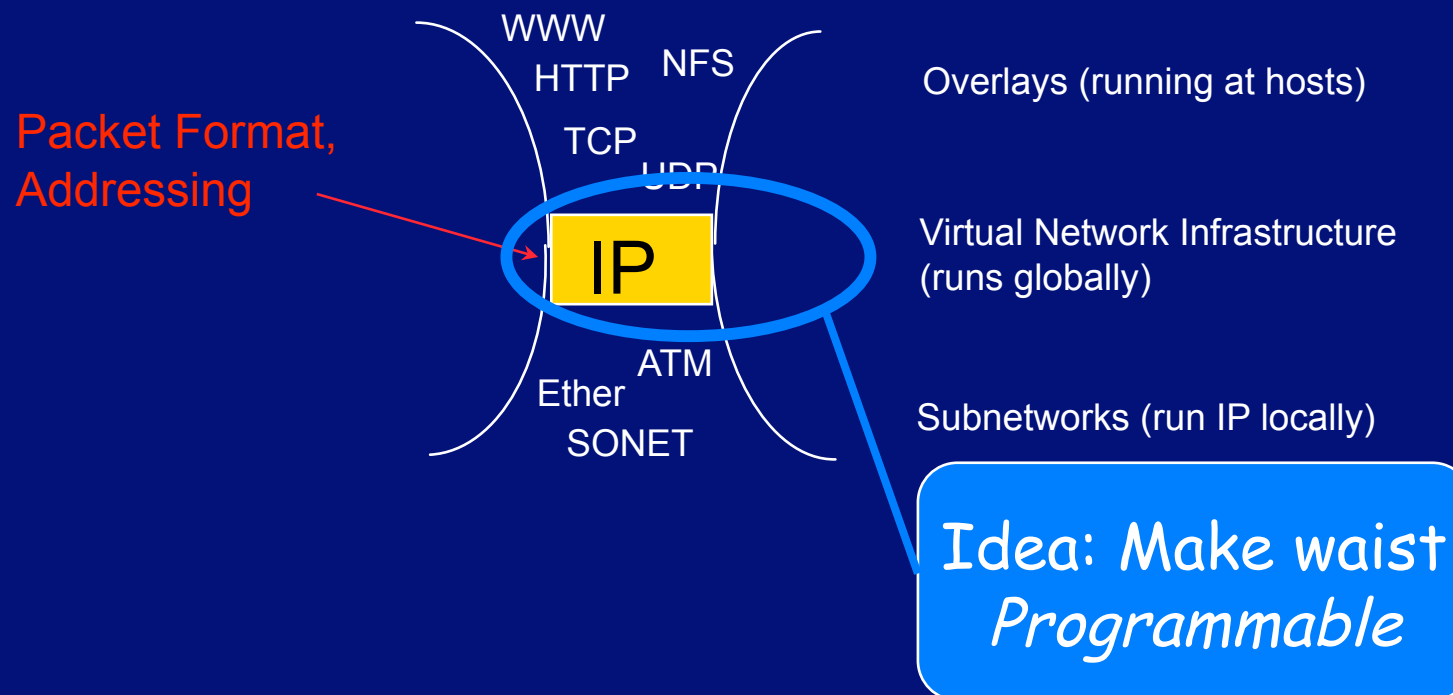 WWW
HTTP NFS
TCP
UDP
Packet Format,
Addressing
IP
ATM
Ether
SONET
Overlays (running at hosts)
Virtual Network Infrastructure
(runs globally)
Subnetworks (run IP locally)
Idea: Make waist
Programmable